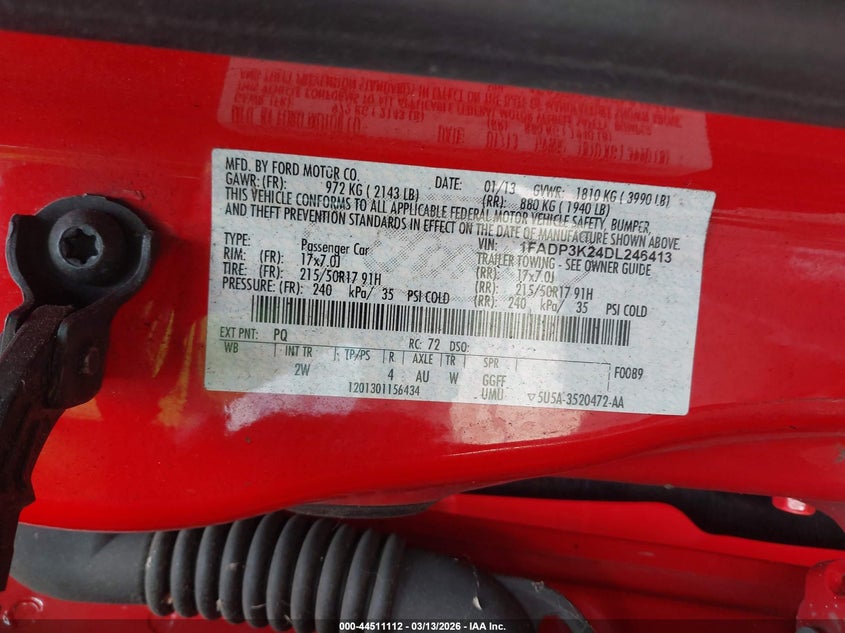 MFD. BY FORD MOTOR CO.
DATE: 01/13 GVWR: 1810 KG ( 3990 LB)
GAWR: (FR): 972 KG ( 2143 LB) (RR): 880 KG ( 1940 LB)
THIS VEHICLE CONFORMS TO ALL APPLICABLE FEDERAL MOTOR VEHICLE SAFETY, BUMPER,
AND THEFT PREVENTION STANDARDS IN EFFECT ON THE DATE OF MANUFACTURE SHOWN ABOVE.
VIN: 1FADP3K24DL246413
TYPE: Passenger Car TRAILER TOWING - SEE OWNER GUIDE
RIM: (FR): 17x7.0J (RR): 17x7.0J
TIRE: (FR): 215/50R17 91H (RR): 215/50R17 91H
PRESSURE: (FR): 240 kPa/ 35 PSI COLD (RR): 240 kPa/ 35 PSI COLD
EXT PNT: PQ RC: 72 DSO:
WB INT TR TP/PS R AXLE TR SPR F0089
2W 4 AU W GGFF
1201301156434 UMU ▽5U5A-3520472-AA
000-44511112 - 03/13/2026 - IAA Inc.